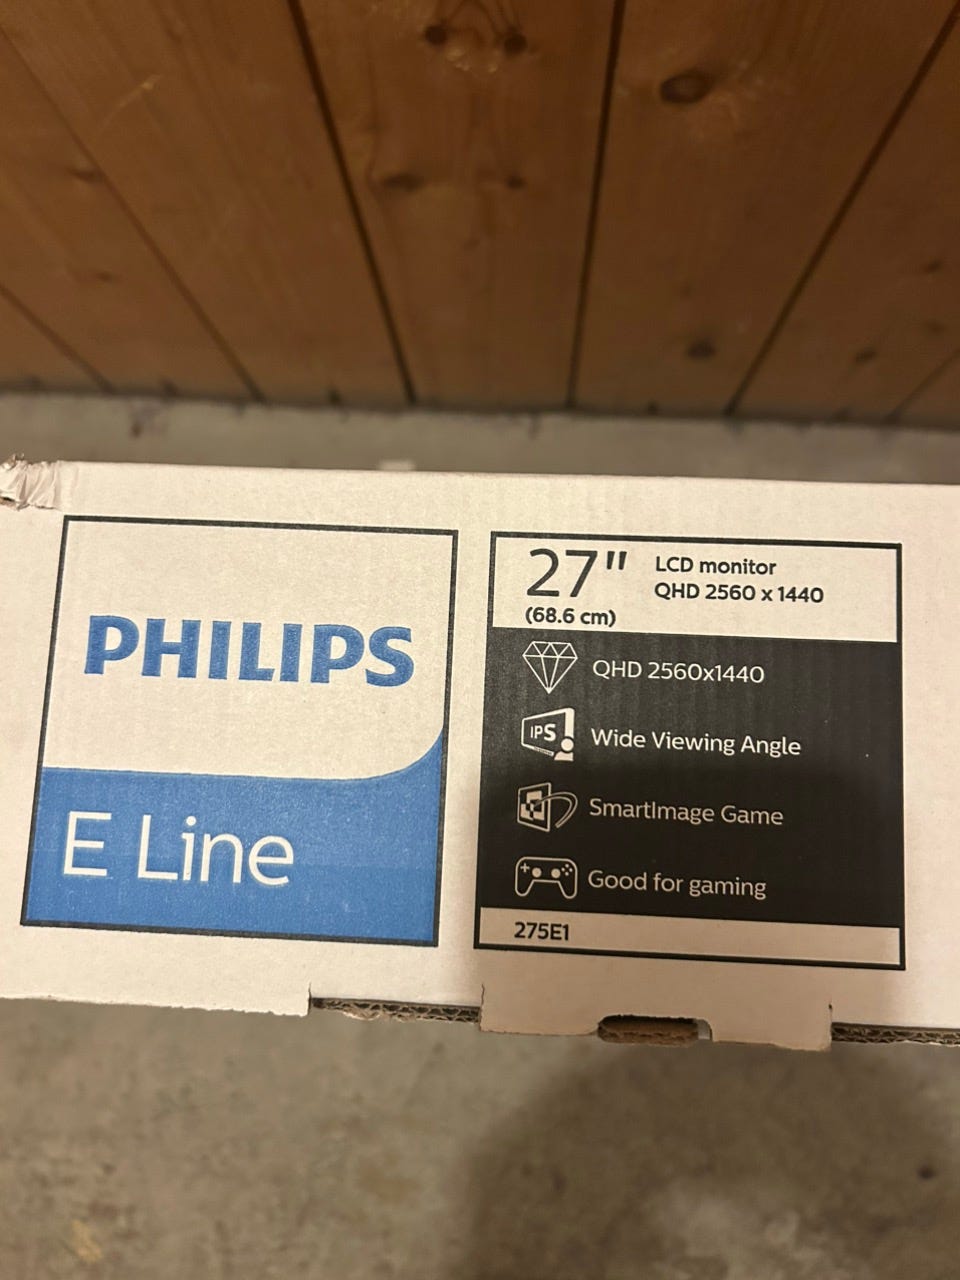 PHILIPS
E Line
27"
(68.6 cm)
LCD monitor
QHD 2560 x 1440
QHD 2560x1440
IPS
Wide Viewing Angle
SmartImage Game
Good for gaming
275E1